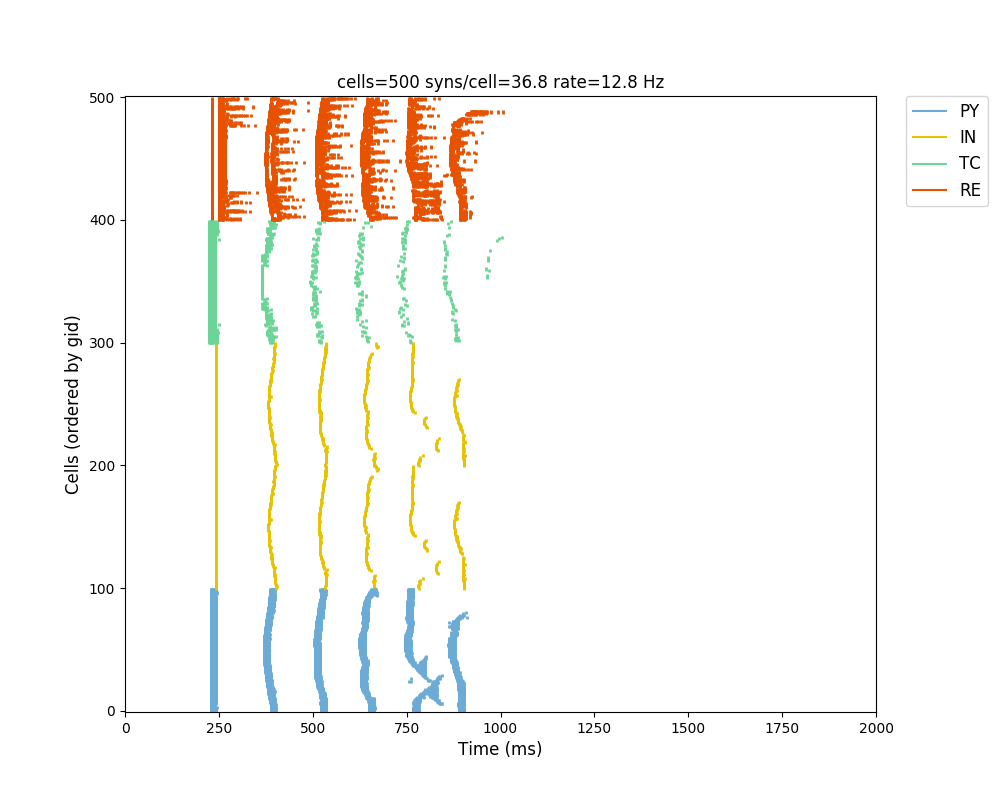 cells=500 syns/cell=36.8 rate=12.8 Hz
Cells (ordered by gid)
500
400
300
200
100
0
0 250 500 750 1000 1250 1500 1750 2000
Time (ms)
PY
IN
TC
RE